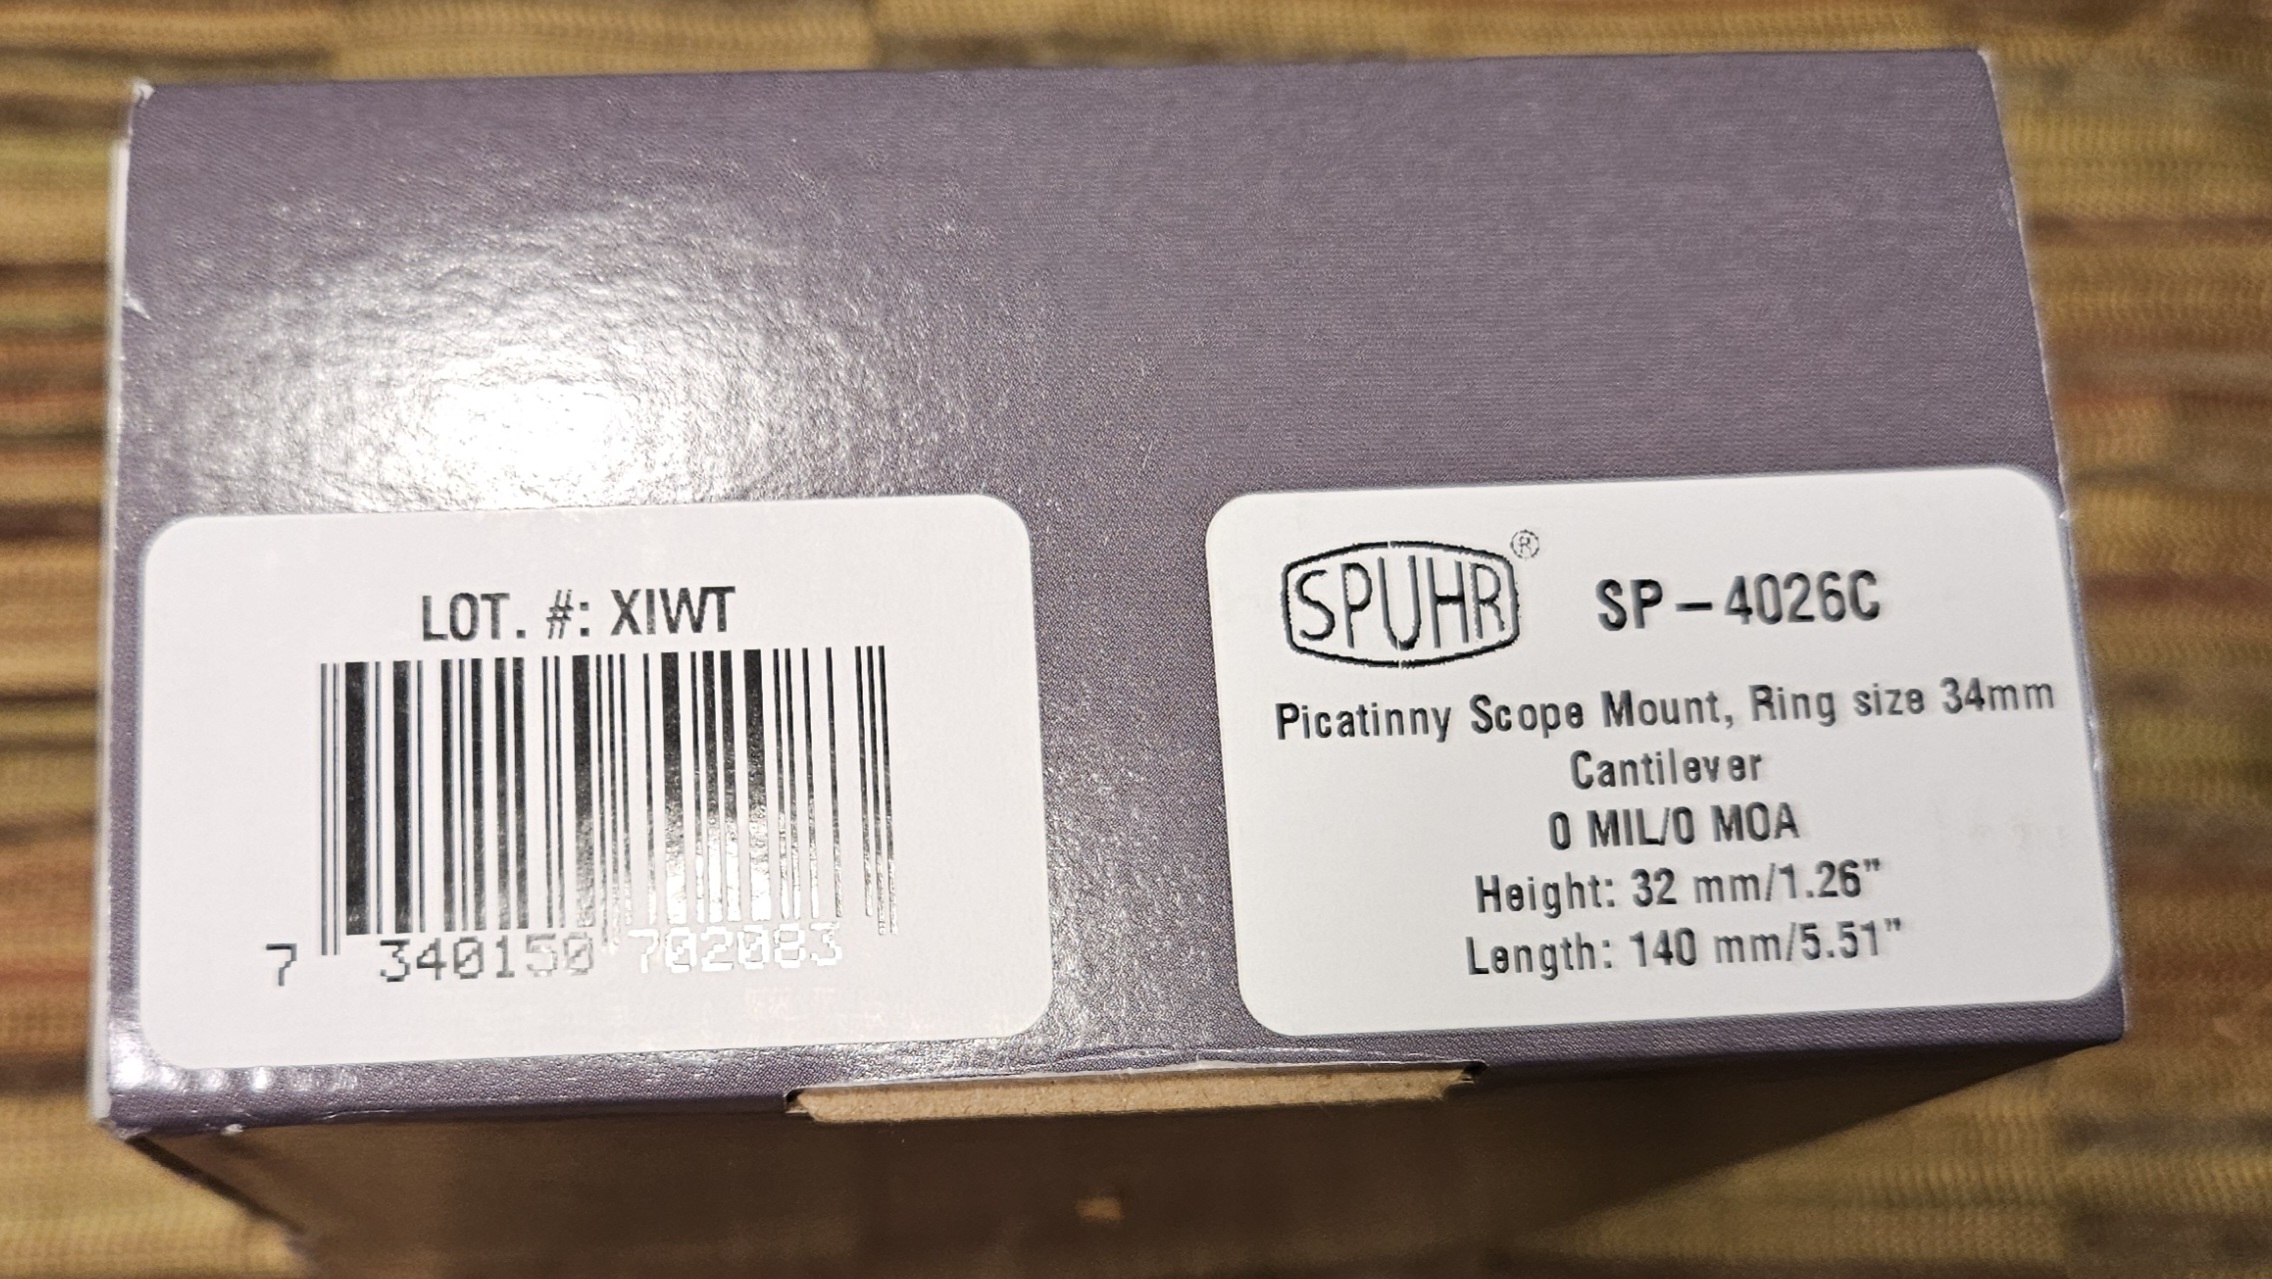 LOT. #: XIWT
7 340150 702083
SPUHR® SP-4026C
Picatinny Scope Mount, Ring size 34mm
Cantilever
0 MIL/0 MOA
Height: 32 mm/1.26"
Length: 140 mm/5.51"